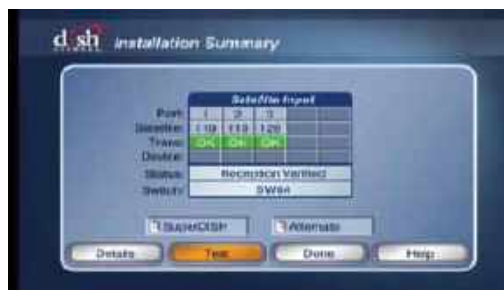 dish
NETWORK
Installation Summary
Satellite Input
Port: 1 2 3
Satellite: 119 110 129
Trans: OK OK OK
Device:
Status: Reception Verified
Switch: SW64
SuperDISH Alternate
Details Test Done Help